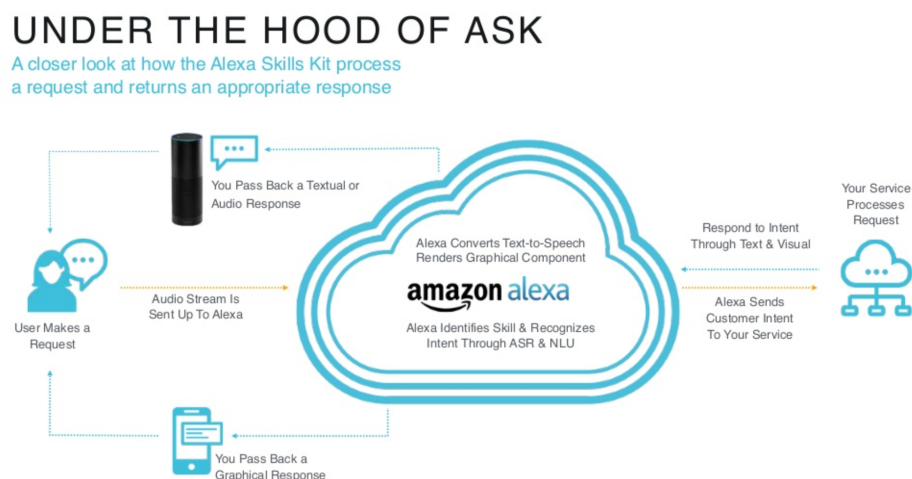 UNDER THE HOOD OF ASK
A closer look at how the Alexa Skills Kit process
a request and returns an appropriate response
You Pass Back a Textual or
Audio Response
Your Service
Processes
Request
Respond to Intent
Through Text & Visual
Alexa Converts Text-to-Speech
Renders Graphical Component
amazon alexa
Alexa Identifies Skill & Recognizes
Intent Through ASR & NLU
Audio Stream Is
Sent Up To Alexa
Alexa Sends
Customer Intent
To Your Service
User Makes a
Request
You Pass Back a
Graphical Response